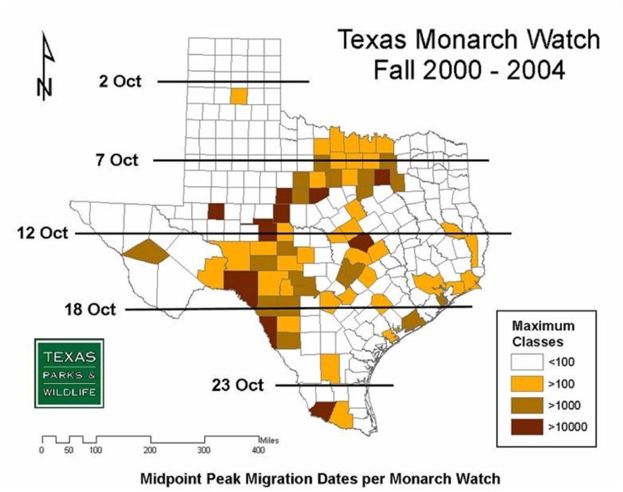 Texas Monarch Watch
Fall 2000 - 2004
N
2 Oct
7 Oct
12 Oct
18 Oct
23 Oct
TEXAS
PARKS &
WILDLIFE
Maximum
Classes
<100
>100
>1000
>10000
Miles
0 50 100 200 300 400
Midpoint Peak Migration Dates per Monarch Watch